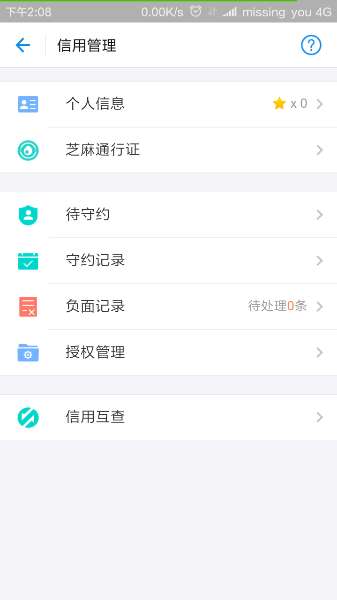 下午2:08 0.00K/s missing you 4G
信用管理
个人信息 x 0
芝麻通行证
待守约
守约记录
负面记录 待处理0条
授权管理
信用互查